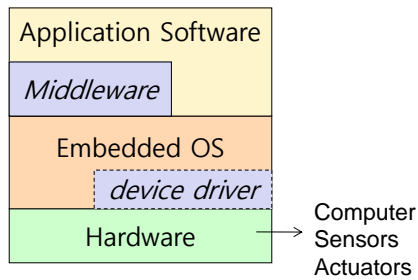 Application Software
Middleware
Embedded OS
device driver
Hardware
Computer
Sensors
Actuators